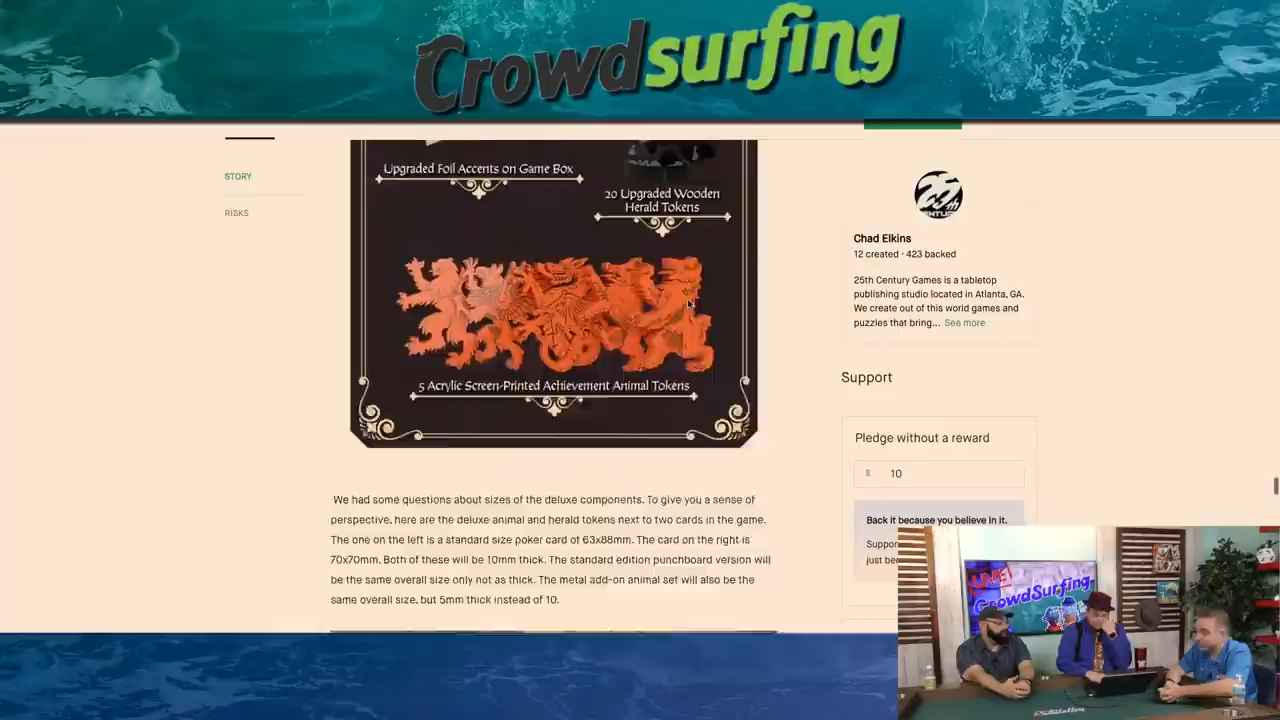 Crowdsurfing
STORY
RISKS
Upgraded Foil Accents on Game Box
20 Upgraded Wooden
Herald Tokens
5 Acrylic Screen-Printed Achievement Animal Tokens
We had some questions about sizes of the deluxe components. To give you a sense of
perspective, here are the deluxe animal and herald tokens next to two cards in the game.
The one on the left is a standard size poker card of 63x88mm. The card on the right is
70x70mm. Both of these will be 10mm thick. The standard edition punchboard version will
be the same overall size only not as thick. The metal add-on animal set will also be the
same overall size, but 5mm thick instead of 10.
25th
Chad Elkins
12 created · 423 backed
25th Century Games is a tabletop
publishing studio located in Atlanta, GA.
We create out of this world games and
puzzles that bring... See more
Support
Pledge without a reward
$ 10
Back it because you believe in it.
LIVE!
CrowdSurfing